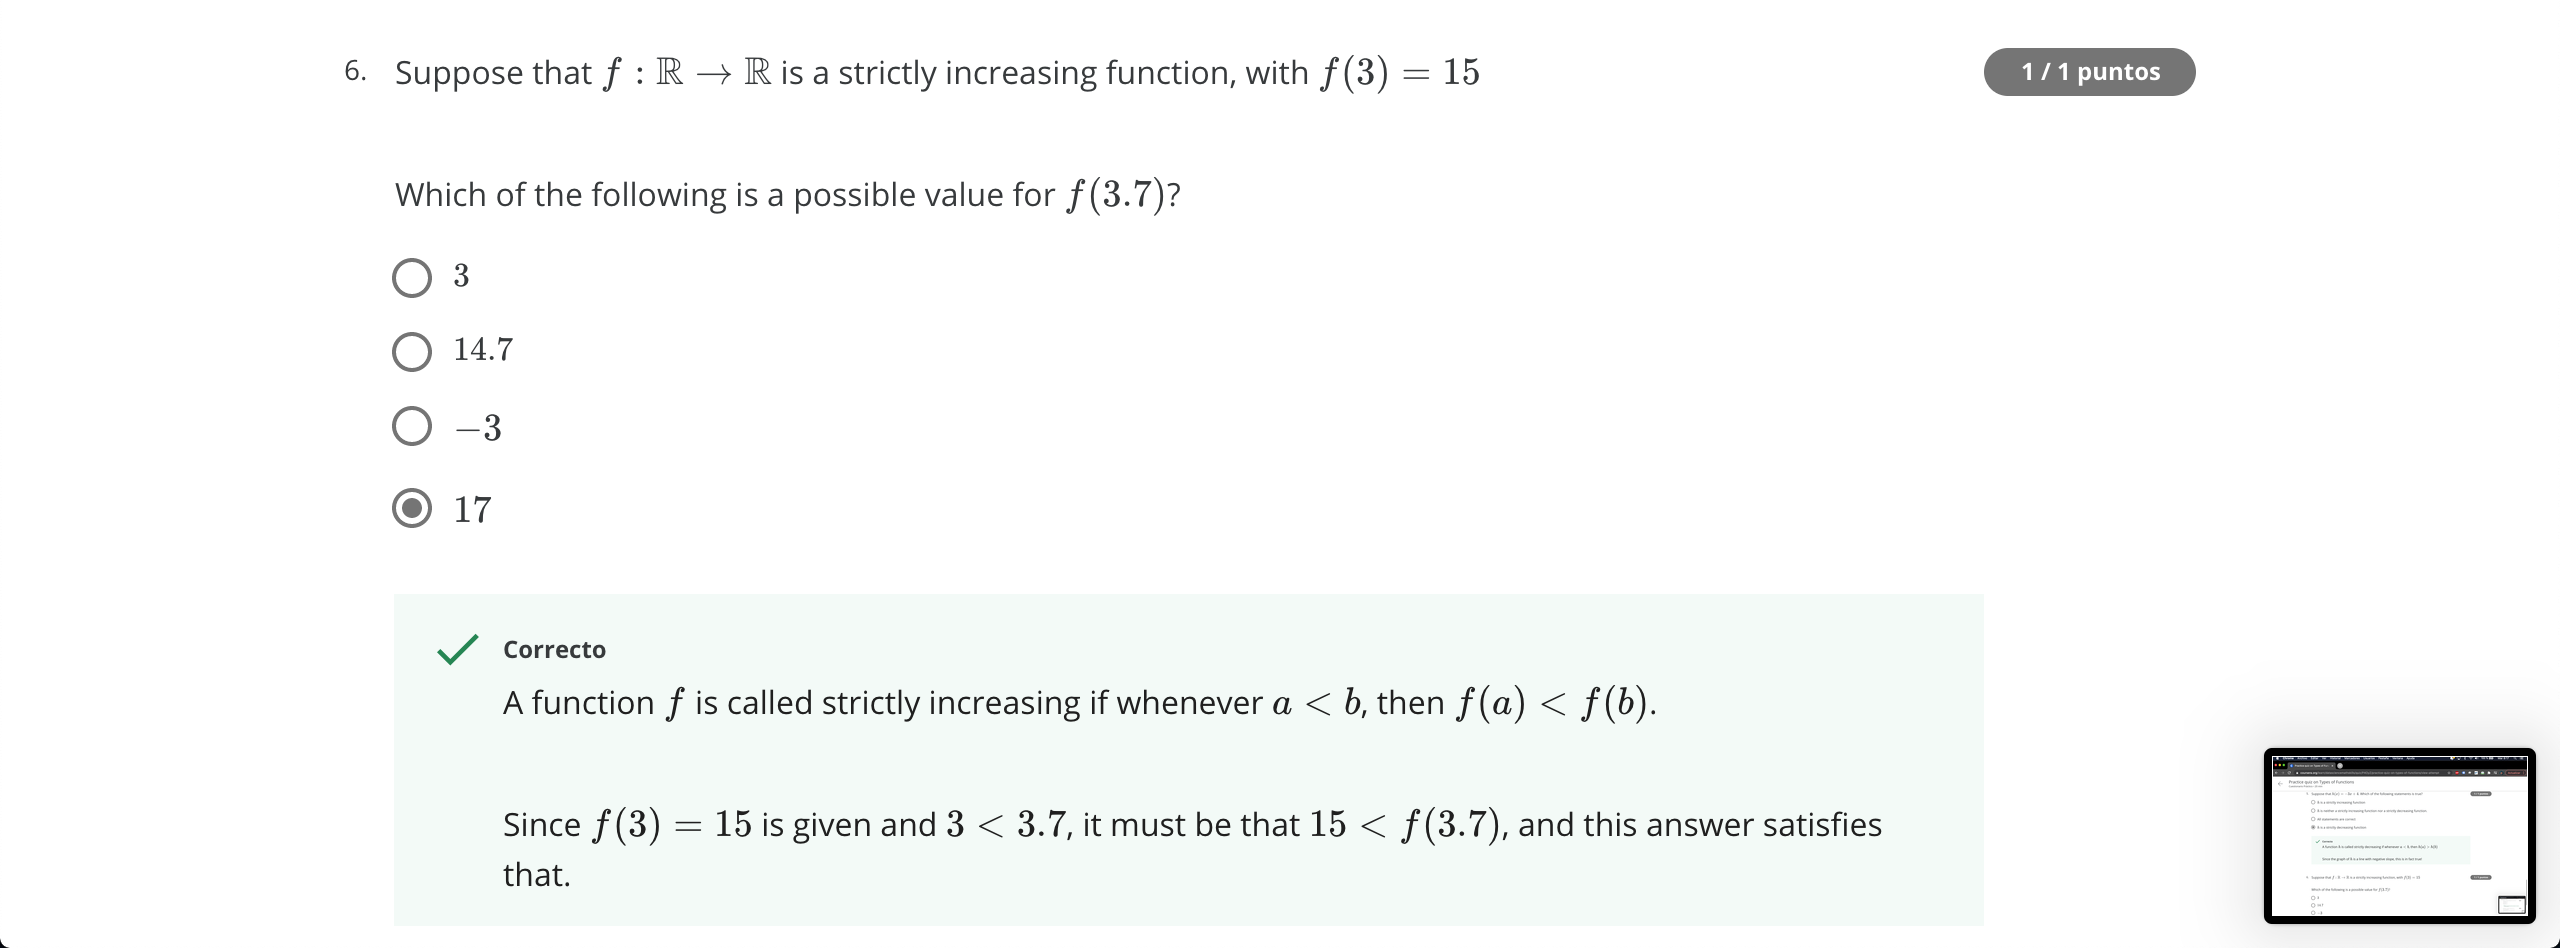 6. Suppose that f : ℝ → ℝ is a strictly increasing function, with f(3) = 15
1 / 1 puntos
Which of the following is a possible value for f(3.7)?
3
14.7
−3
17
Correcto
A function f is called strictly increasing if whenever a < b, then f(a) < f(b).
Since f(3) = 15 is given and 3 < 3.7, it must be that 15 < f(3.7), and this answer satisfies
that.